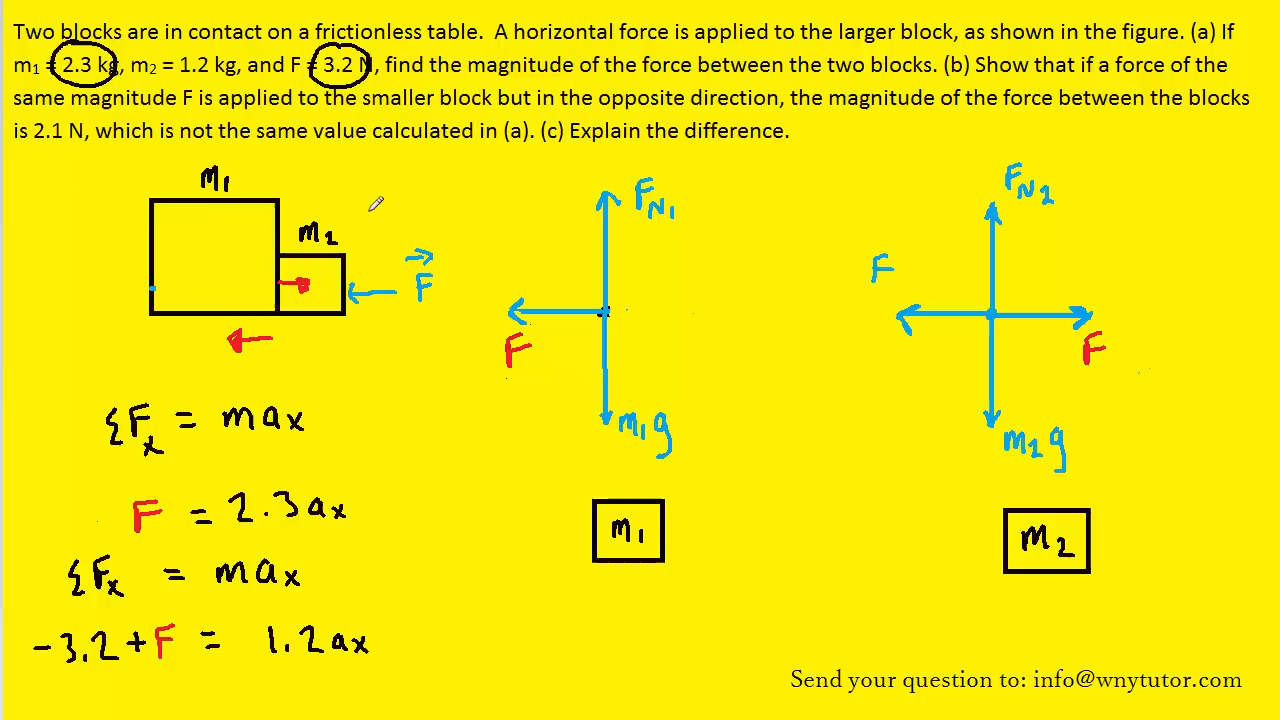 Two blocks are in contact on a frictionless table.  A horizontal force is applied to the larger block, as shown in the figure. (a) If
m₁ = 2.3 kg, m₂ = 1.2 kg, and F = 3.2 N, find the magnitude of the force between the two blocks. (b) Show that if a force of the
same magnitude F is applied to the smaller block but in the opposite direction, the magnitude of the force between the blocks
is 2.1 N, which is not the same value calculated in (a). (c) Explain the difference.
m₁
m₂
F⃗
F_N₁
F
m₁g
m₁
F_N₂
F
F
m₂g
m₂
ΣFₓ = maₓ
F = 2.3aₓ
ΣFₓ = maₓ
-3.2 + F = 1.2aₓ
Send your question to: info@wnytutor.com